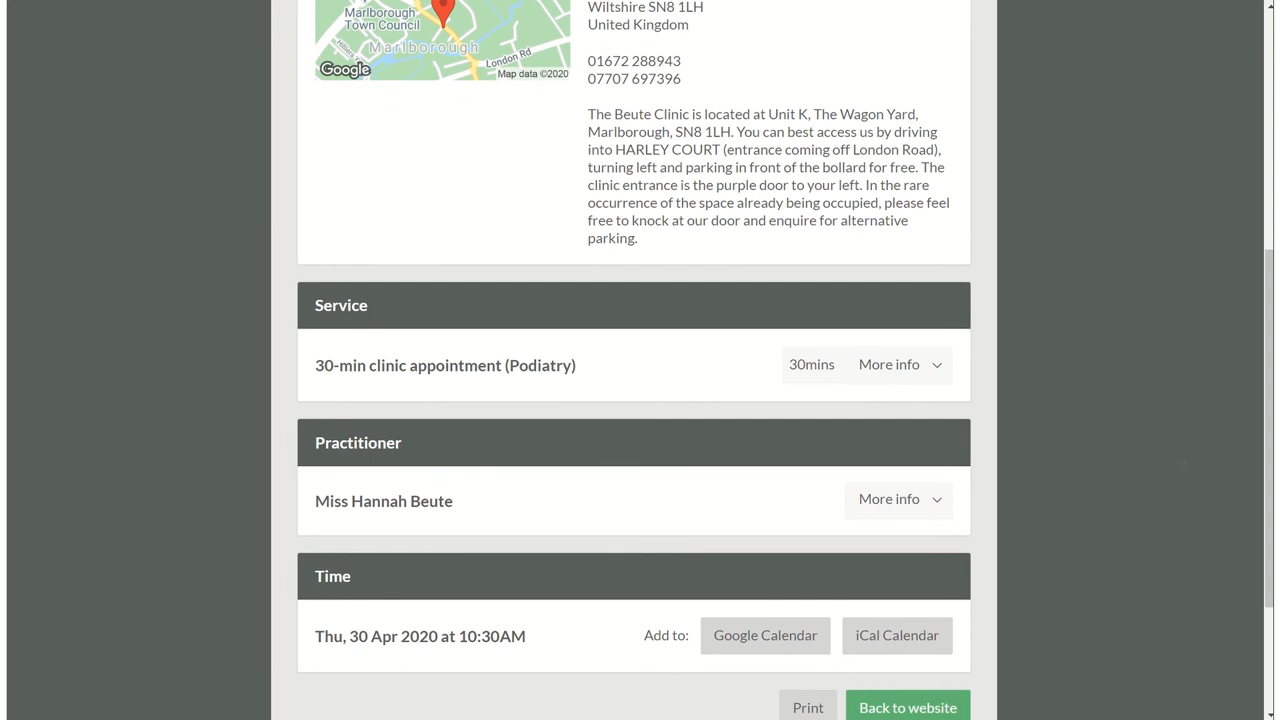 Marlborough
Town Council
Hillers
Marlborough
London Rd
Google
Map data ©2020
Wiltshire SN8 1LH
United Kingdom
01672 288943
07707 697396
The Beute Clinic is located at Unit K, The Wagon Yard,
Marlborough, SN8 1LH. You can best access us by driving
into HARLEY COURT (entrance coming off London Road),
turning left and parking in front of the bollard for free. The
clinic entrance is the purple door to your left. In the rare
occurrence of the space already being occupied, please feel
free to knock at our door and enquire for alternative
parking.
Service
30-min clinic appointment (Podiatry) 30mins More info
Practitioner
Miss Hannah Beute More info
Time
Thu, 30 Apr 2020 at 10:30AM Add to: Google Calendar iCal Calendar
Print Back to website